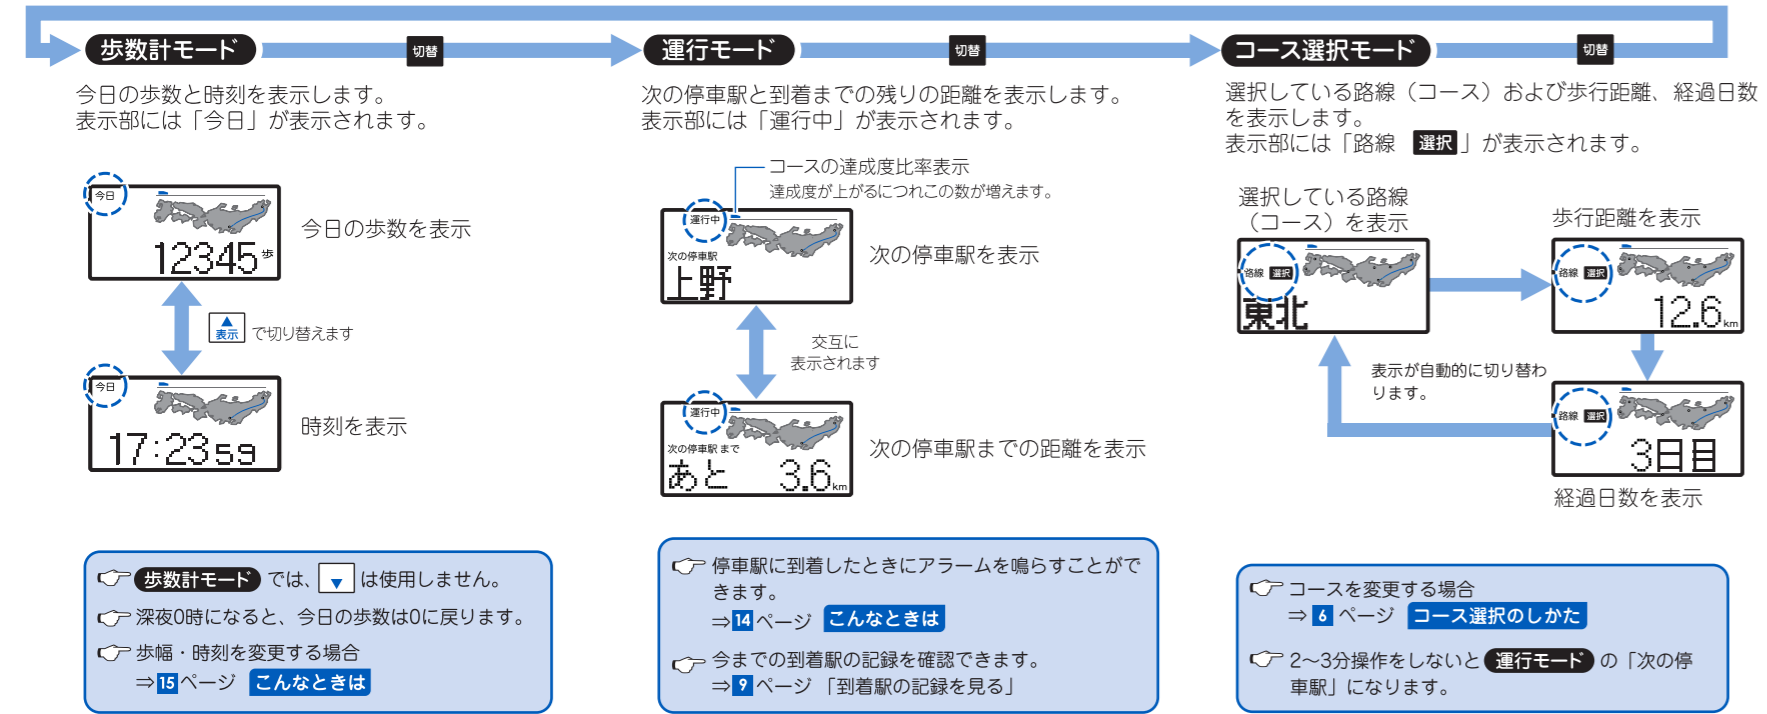 歩数計モード
切替
今日の歩数と時刻を表示します。
表示部には「今日」が表示されます。
今日
12345歩
今日の歩数を表示
▲
表示
で切り替えます
今日
17:23 59
時刻を表示
歩数計モード では、▼ は使用しません。
深夜0時になると、今日の歩数は0に戻ります。
歩幅・時刻を変更する場合
⇒15ページ こんなときは
運行モード
切替
次の停車駅と到着までの残りの距離を表示します。
表示部には「運行中」が表示されます。
コースの達成度比率表示
達成度が上がるにつれこの数が増えます。
運行中
次の停車駅
上野
次の停車駅を表示
交互に
表示されます
運行中
次の停車駅 まで
あと 3.6km
次の停車駅までの距離を表示
停車駅に到着したときにアラームを鳴らすことがで
きます。
⇒14ページ こんなときは
今までの到着駅の記録を確認できます。
⇒9ページ 「到着駅の記録を見る」
コース選択モード
切替
選択している路線（コース）および歩行距離、経過日数
を表示します。
表示部には「路線 選択」が表示されます。
選択している路線
（コース）を表示
路線 選択
東北
歩行距離を表示
路線 選択
12.6km
表示が自動的に切り替わ
ります。
路線 選択
3日目
経過日数を表示
コースを変更する場合
⇒ 6 ページ コース選択のしかた
2〜3分操作をしないと 運行モード の「次の停
車駅」になります。